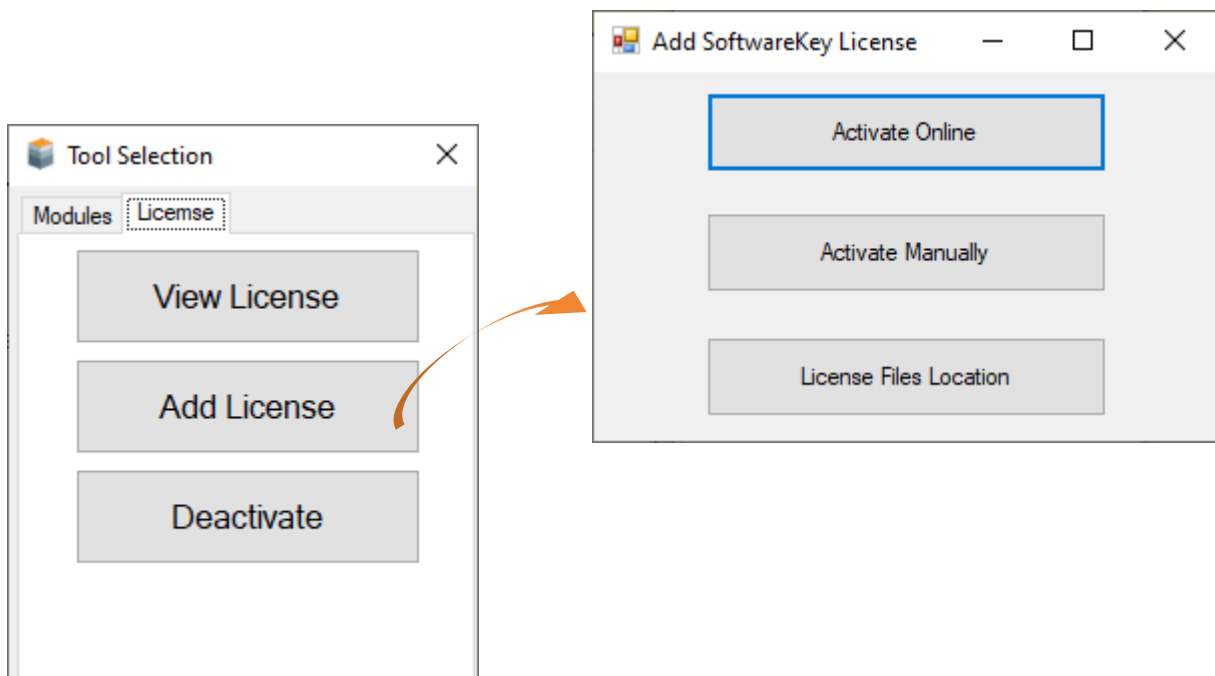 Tool Selection
Modules
Licemse
View License
Add License
Deactivate
Add SoftwareKey License
Activate Online
Activate Manually
License Files Location